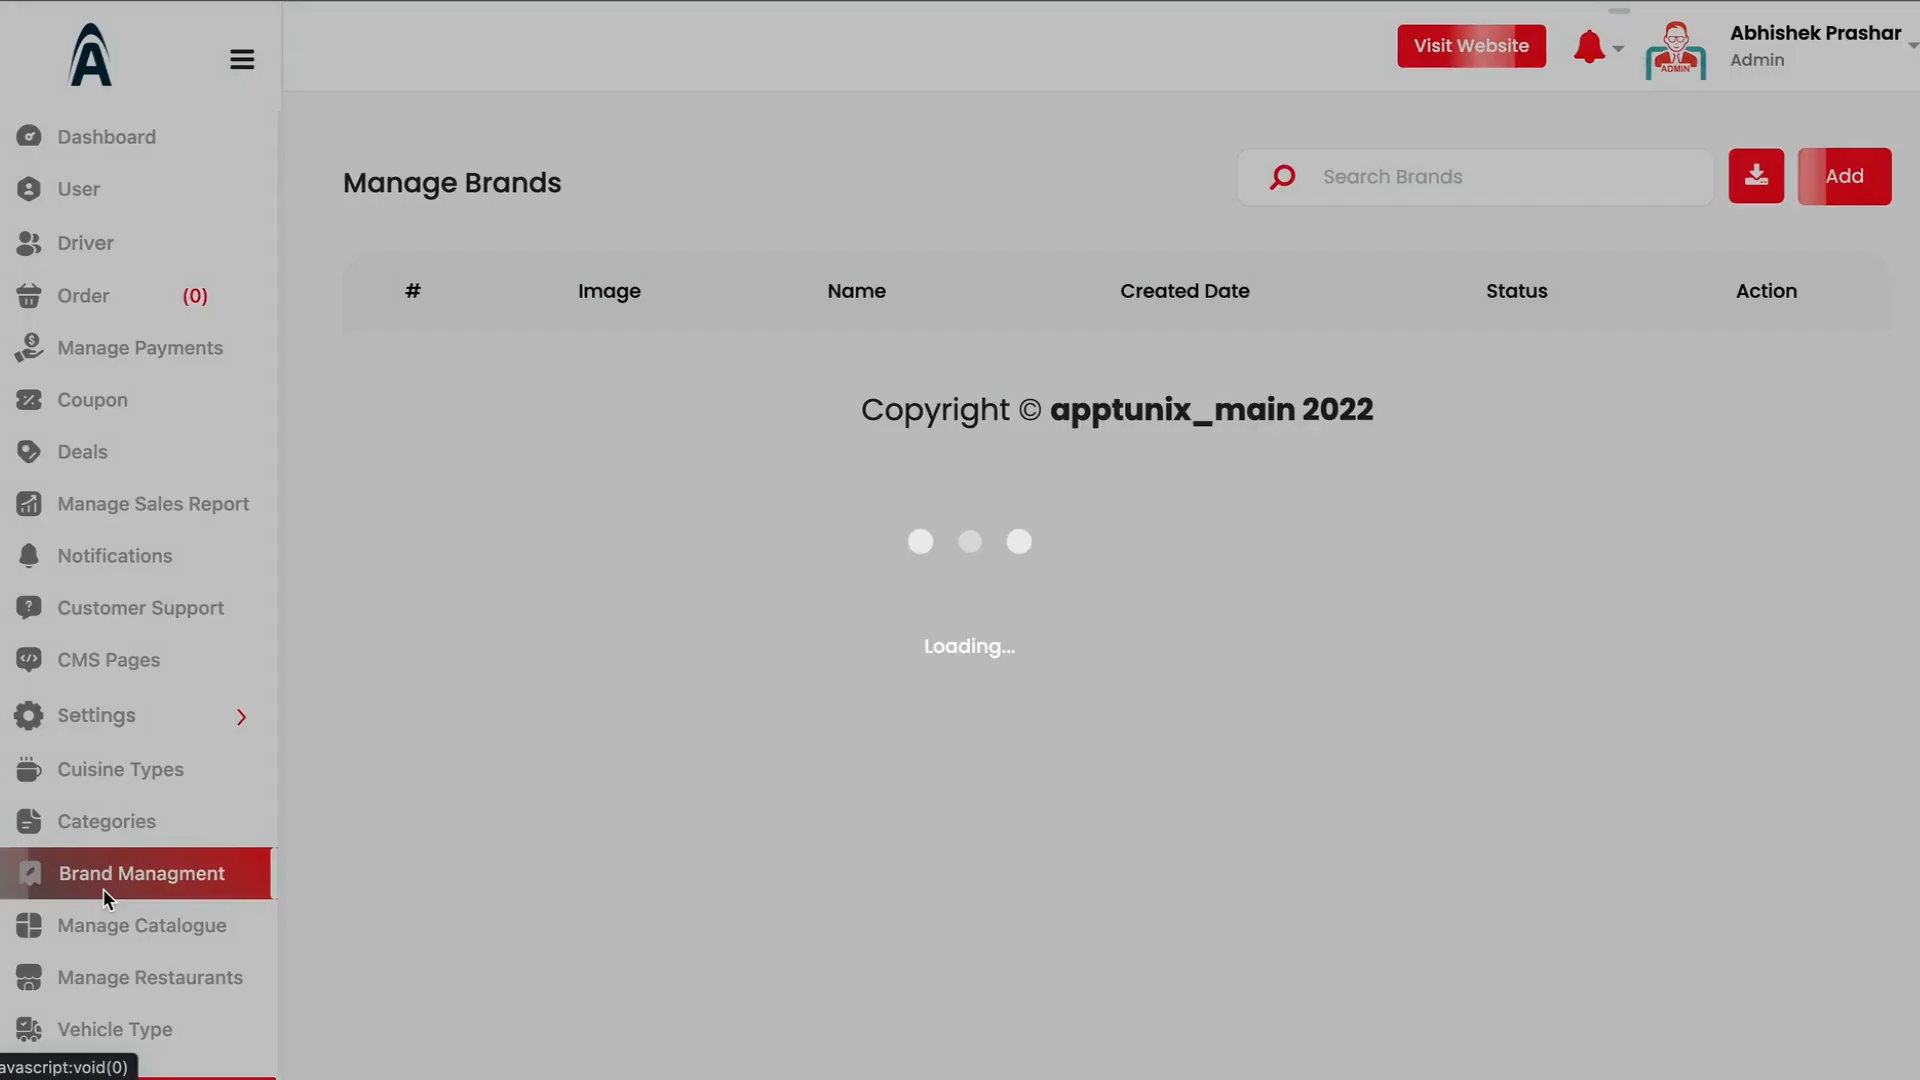 Visit Website
ADMIN
Abhishek Prashar
Admin
Dashboard
User
Driver
Order (0)
Manage Payments
Coupon
Deals
Manage Sales Report
Notifications
Customer Support
CMS Pages
Settings
Cuisine Types
Categories
Brand Managment
Manage Catalogue
Manage Restaurants
Vehicle Type
avascript:void(0)
Manage Brands
Search Brands
Add
# Image Name Created Date Status Action
Copyright © apptunix_main 2022
Loading...